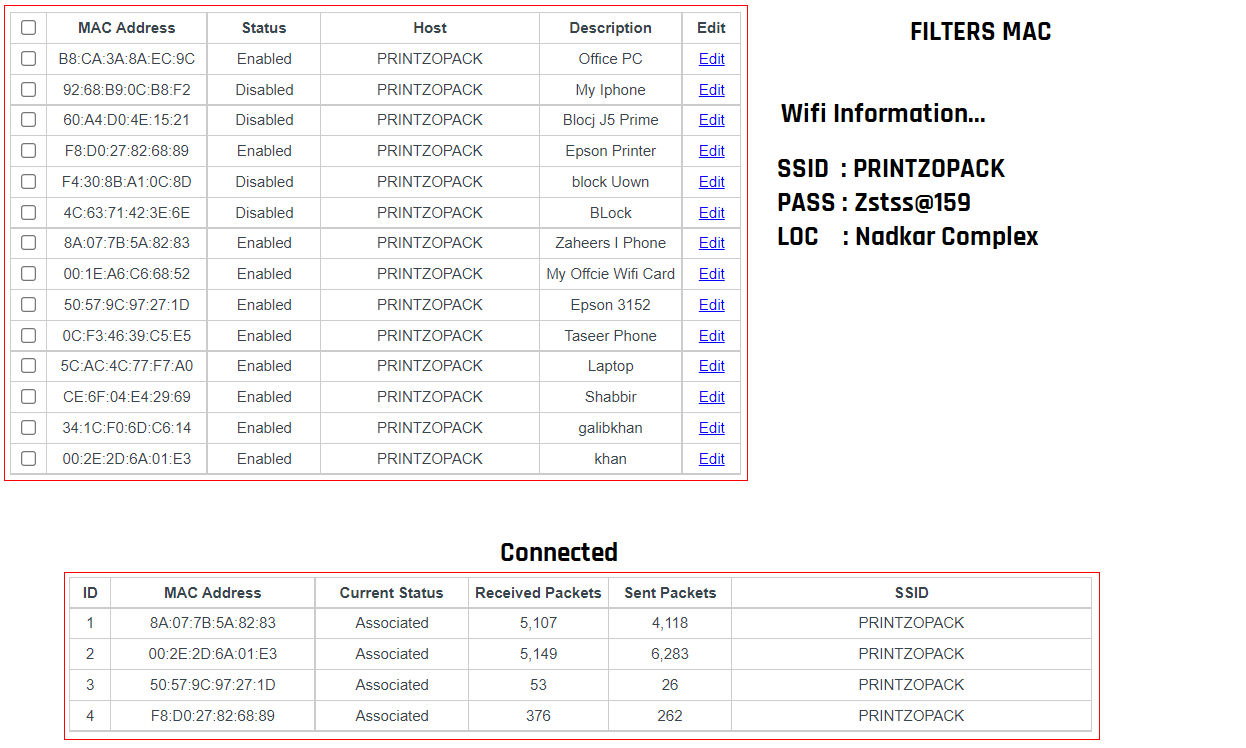 FILTERS MAC
MAC Address Status Host Description Edit
B8:CA:3A:8A:EC:9C Enabled PRINTZOPACK Office PC Edit
92:68:B9:0C:B8:F2 Disabled PRINTZOPACK My Iphone Edit
60:A4:D0:4E:15:21 Disabled PRINTZOPACK Blocj J5 Prime Edit
F8:D0:27:82:68:89 Enabled PRINTZOPACK Epson Printer Edit
F4:30:8B:A1:0C:8D Disabled PRINTZOPACK block Uown Edit
4C:63:71:42:3E:6E Disabled PRINTZOPACK BLock Edit
8A:07:7B:5A:82:83 Enabled PRINTZOPACK Zaheers I Phone Edit
00:1E:A6:C6:68:52 Enabled PRINTZOPACK My Offcie Wifi Card Edit
50:57:9C:97:27:1D Enabled PRINTZOPACK Epson 3152 Edit
0C:F3:46:39:C5:E5 Enabled PRINTZOPACK Taseer Phone Edit
5C:AC:4C:77:F7:A0 Enabled PRINTZOPACK Laptop Edit
CE:6F:04:E4:29:69 Enabled PRINTZOPACK Shabbir Edit
34:1C:F0:6D:C6:14 Enabled PRINTZOPACK galibkhan Edit
00:2E:2D:6A:01:E3 Enabled PRINTZOPACK khan Edit
Wifi Information...
SSID : PRINTZOPACK
PASS : Zstss@159
LOC : Nadkar Complex
Connected
ID MAC Address Current Status Received Packets Sent Packets SSID
1 8A:07:7B:5A:82:83 Associated 5,107 4,118 PRINTZOPACK
2 00:2E:2D:6A:01:E3 Associated 5,149 6,283 PRINTZOPACK
3 50:57:9C:97:27:1D Associated 53 26 PRINTZOPACK
4 F8:D0:27:82:68:89 Associated 376 262 PRINTZOPACK